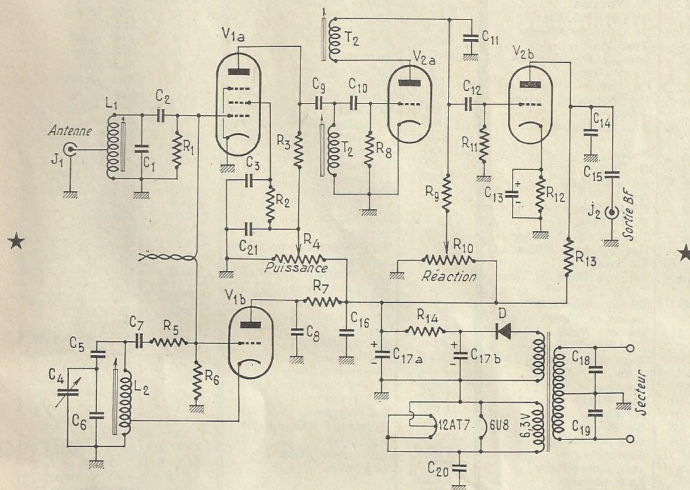 V1a
T2
C11
V2a
V2b
L1
C2
C9
C10
C12
Antenne
J1
C1
R1
R3
T2
R8
R11
C14
C3
C15
R2
R9
C13
+
-
R12
J2
Sortie BF
C21
R4
Puissance
R10
Réaction
R13
V1b
R7
C7
R5
C8
C16
R14
D
C5
+
-
C17a
+
-
C17b
C18
C4
L2
R6
Secteur
C6
12AT7
6U8
6,3V
C19
C20